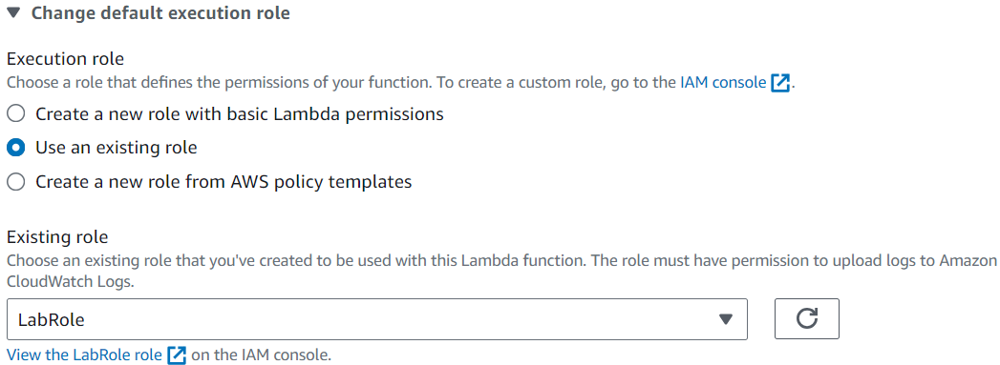 Change default execution role
Execution role
Choose a role that defines the permissions of your function. To create a custom role, go to the IAM console.
Create a new role with basic Lambda permissions
Use an existing role
Create a new role from AWS policy templates
Existing role
Choose an existing role that you've created to be used with this Lambda function. The role must have permission to upload logs to Amazon
CloudWatch Logs.
LabRole
View the LabRole role on the IAM console.